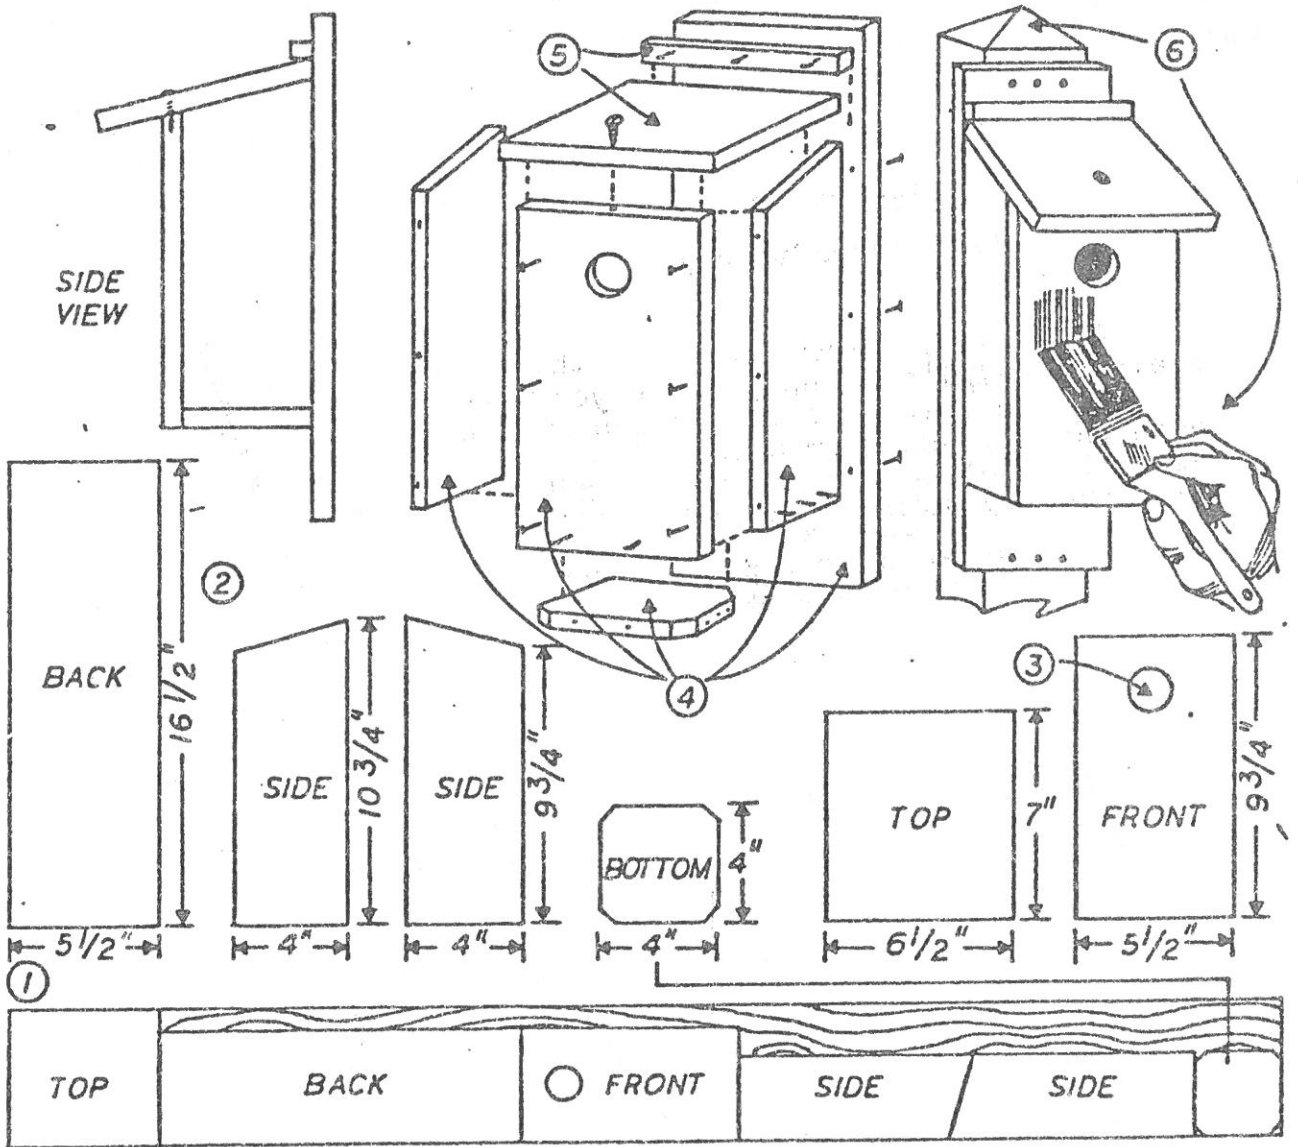 5
6
SIDE
VIEW
2
BACK
16 1/2"
5 1/2"
SIDE
10 3/4"
4"
SIDE
9 3/4"
4"
4
BOTTOM
4"
4"
TOP
7"
6 1/2"
3
FRONT
9 3/4"
5 1/2"
1
TOP
BACK
FRONT
SIDE
SIDE